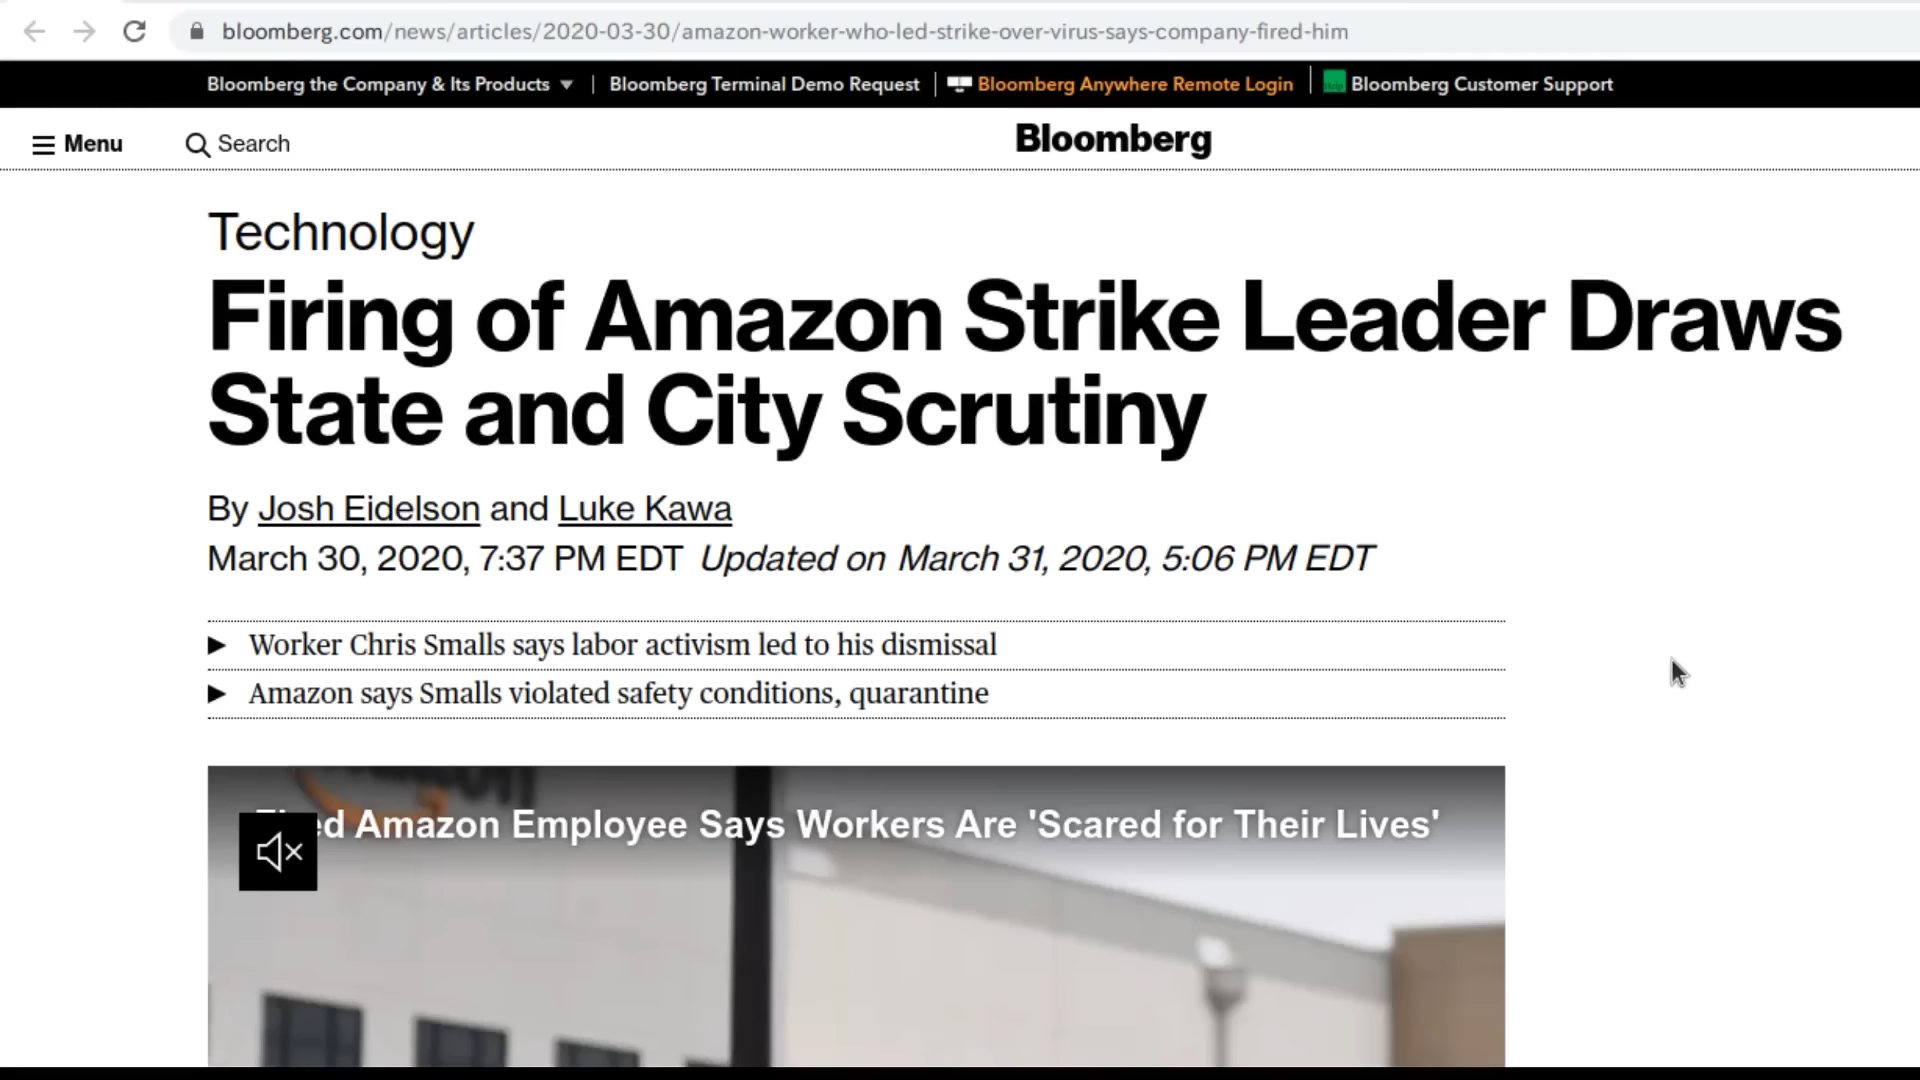 bloomberg.com/news/articles/2020-03-30/amazon-worker-who-led-strike-over-virus-says-company-fired-him
Bloomberg the Company & Its Products ▼ | Bloomberg Terminal Demo Request | Bloomberg Anywhere Remote Login | Bloomberg Customer Support
Menu Search Bloomberg
Technology
Firing of Amazon Strike Leader Draws
State and City Scrutiny
By Josh Eidelson and Luke Kawa
March 30, 2020, 7:37 PM EDT Updated on March 31, 2020, 5:06 PM EDT
▶ Worker Chris Smalls says labor activism led to his dismissal
▶ Amazon says Smalls violated safety conditions, quarantine
Fired Amazon Employee Says Workers Are 'Scared for Their Lives'